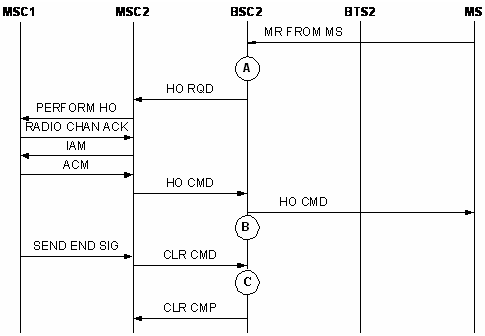 MSC1 MSC2 BSC2 BTS2 MS
MR FROM MS
A
HO RQD
PERFORM HO
RADIO CHAN ACK
IAM
ACM
HO CMD
HO CMD
B
SEND END SIG
CLR CMD
C
CLR CMP